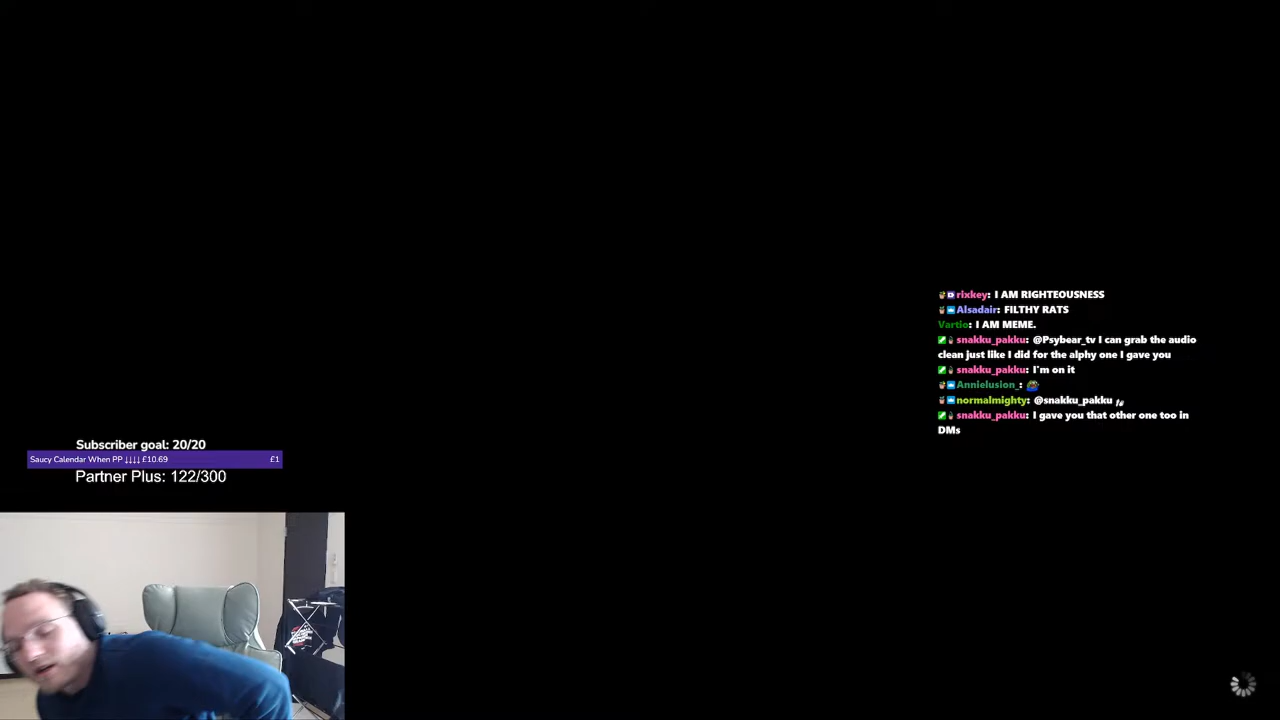 rixkey: I AM RIGHTEOUSNESS
Alsadair: FILTHY RATS
Vartio: I AM MEME.
snakku_pakku: @Psybear_tv I can grab the audio
clean just like I did for the alphy one I gave you
snakku_pakku: I'm on it
Annielusion_:
normalmighty: @snakku_pakku
snakku_pakku: I gave you that other one too in
DMs
Subscriber goal: 20/20
Saucy Calendar When PP ↓↓↓↓ £10.69 £1
Partner Plus: 122/300